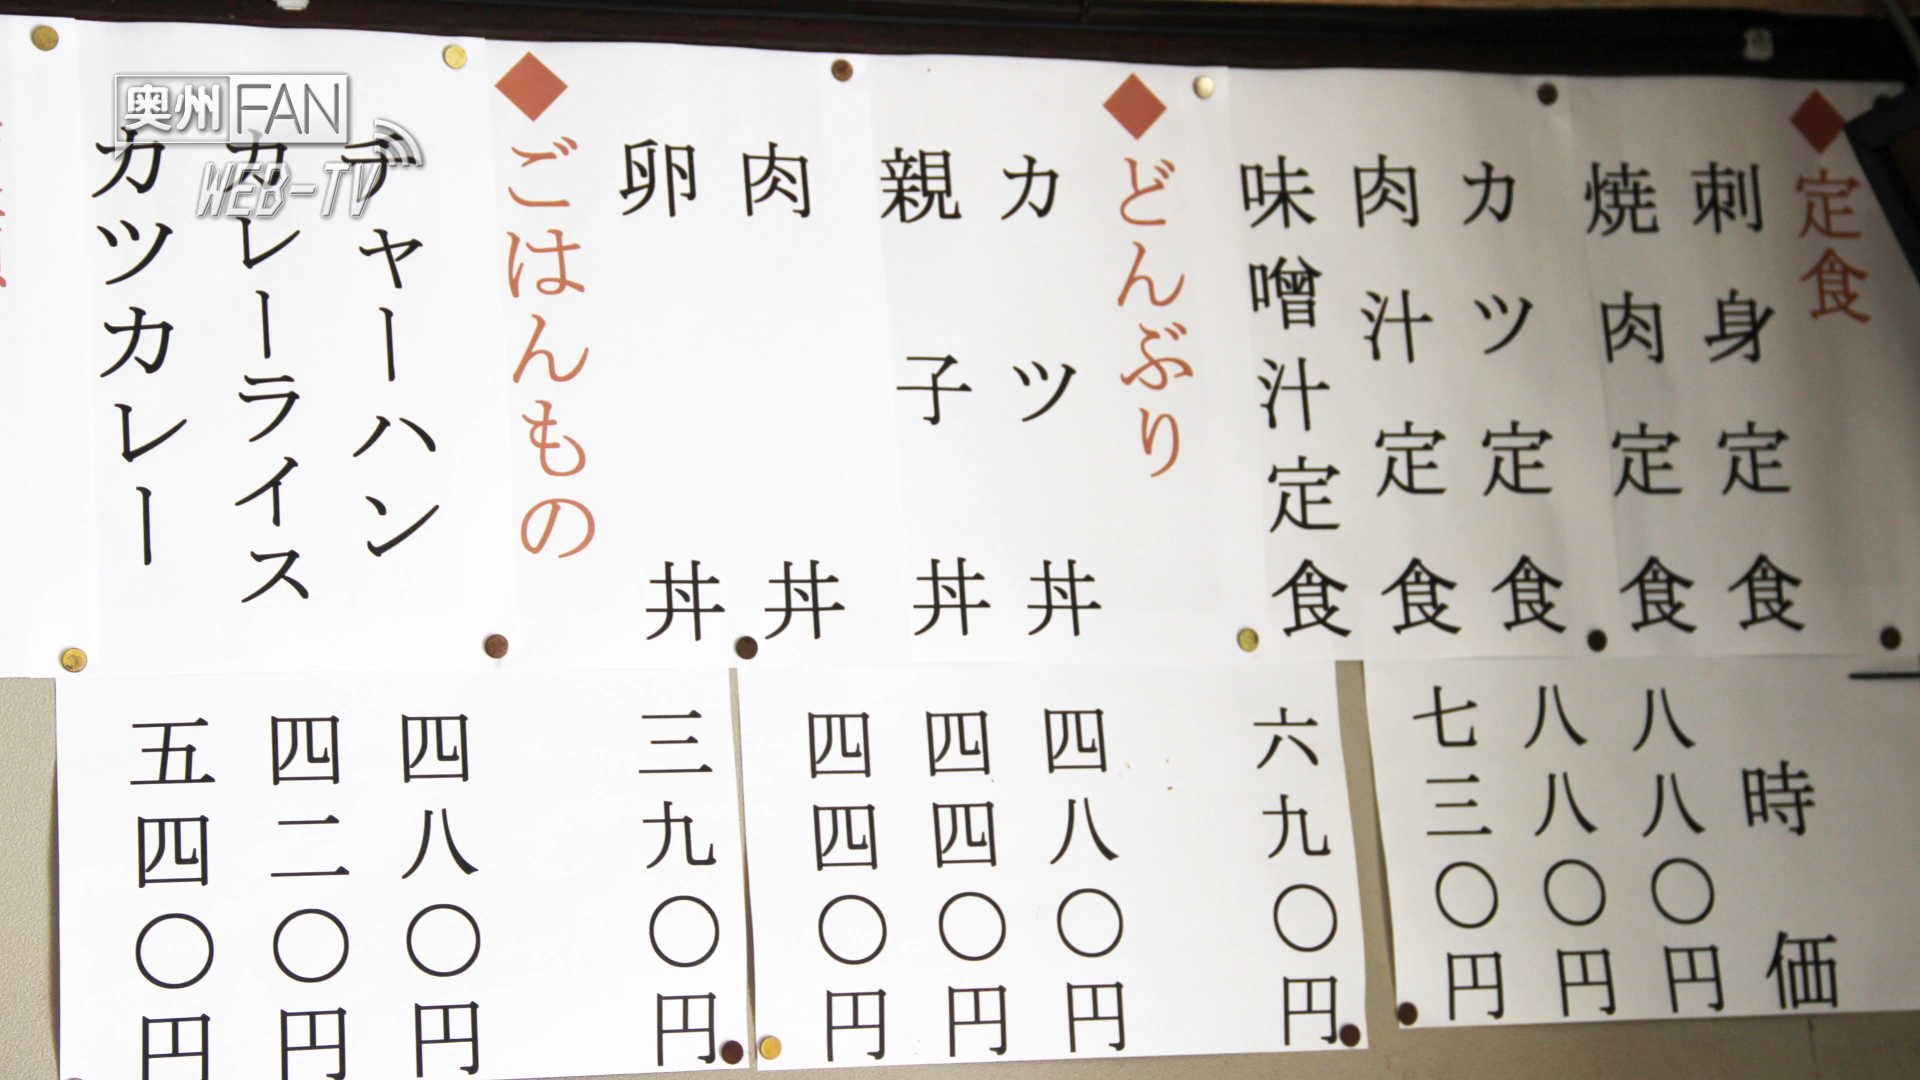 ◆定食
刺身定食
時価
焼肉定食
八八〇円
カツ定食
八八〇円
肉汁定食
七三〇円
味噌汁定食
六九〇円
◆どんぶり
カツ丼
四八〇円
親子丼
四四〇円
肉丼
四四〇円
卵丼
三九〇円
◆ごはんもの
チャーハン
四八〇円
カレーライス
四二〇円
カツカレー
五四〇円
奥州FAN
WEB-TV